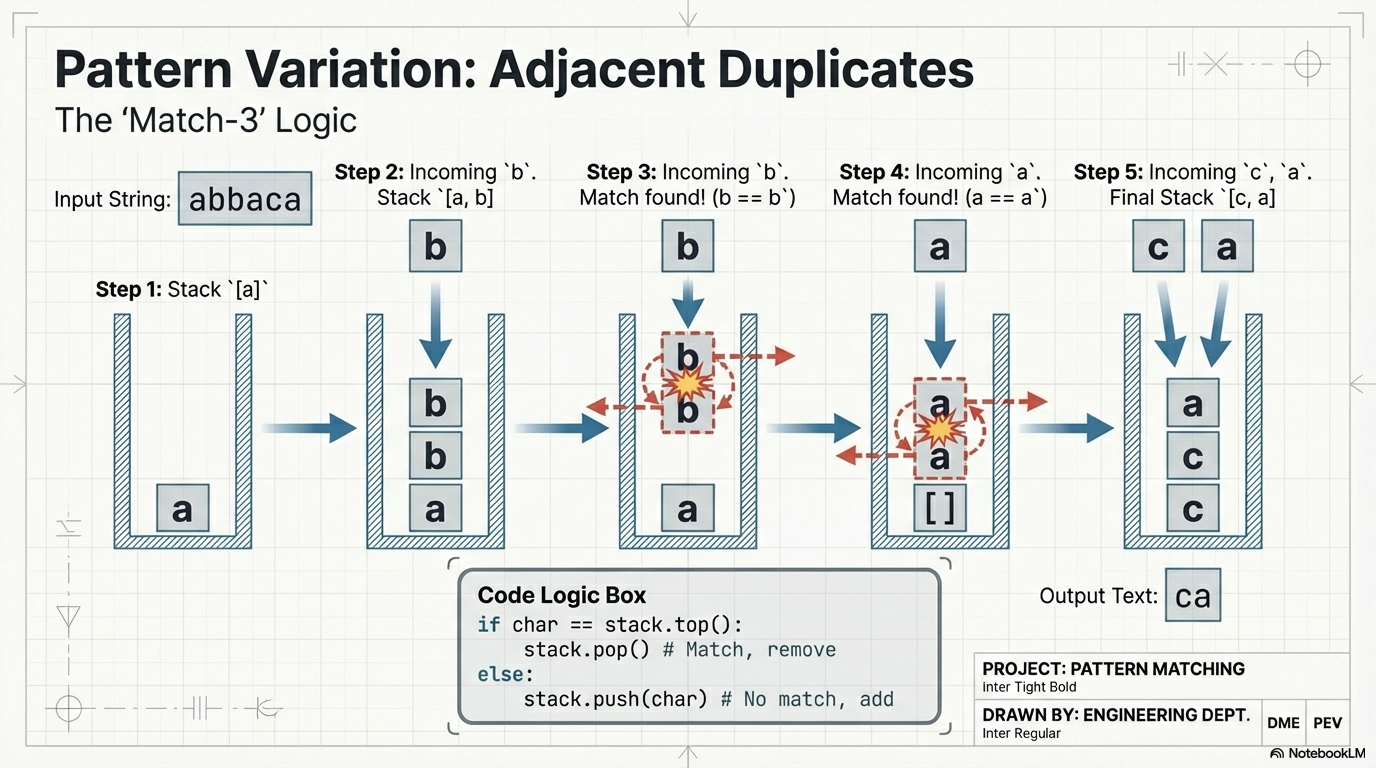 Pattern Variation: Adjacent Duplicates
The ‘Match-3’ Logic
Input String: abbaca
Step 1: Stack `[a]`
a
Step 2: Incoming `b`.
Stack `[a, b]
b
b
b
a
Step 3: Incoming `b`.
Match found! (b == b`)
b
b
b
a
Step 4: Incoming `a`.
Match found! (a == a`)
a
a
a
[]
Step 5: Incoming `c`, `a`.
Final Stack `[c, a]
c a
a
c
c
Output Text: ca
Code Logic Box
if char == stack.top():
stack.pop() # Match, remove
else:
stack.push(char) # No match, add
PROJECT: PATTERN MATCHING
Inter Tight Bold
DRAWN BY: ENGINEERING DEPT.
Inter Regular
DME PEV
NotebookLM